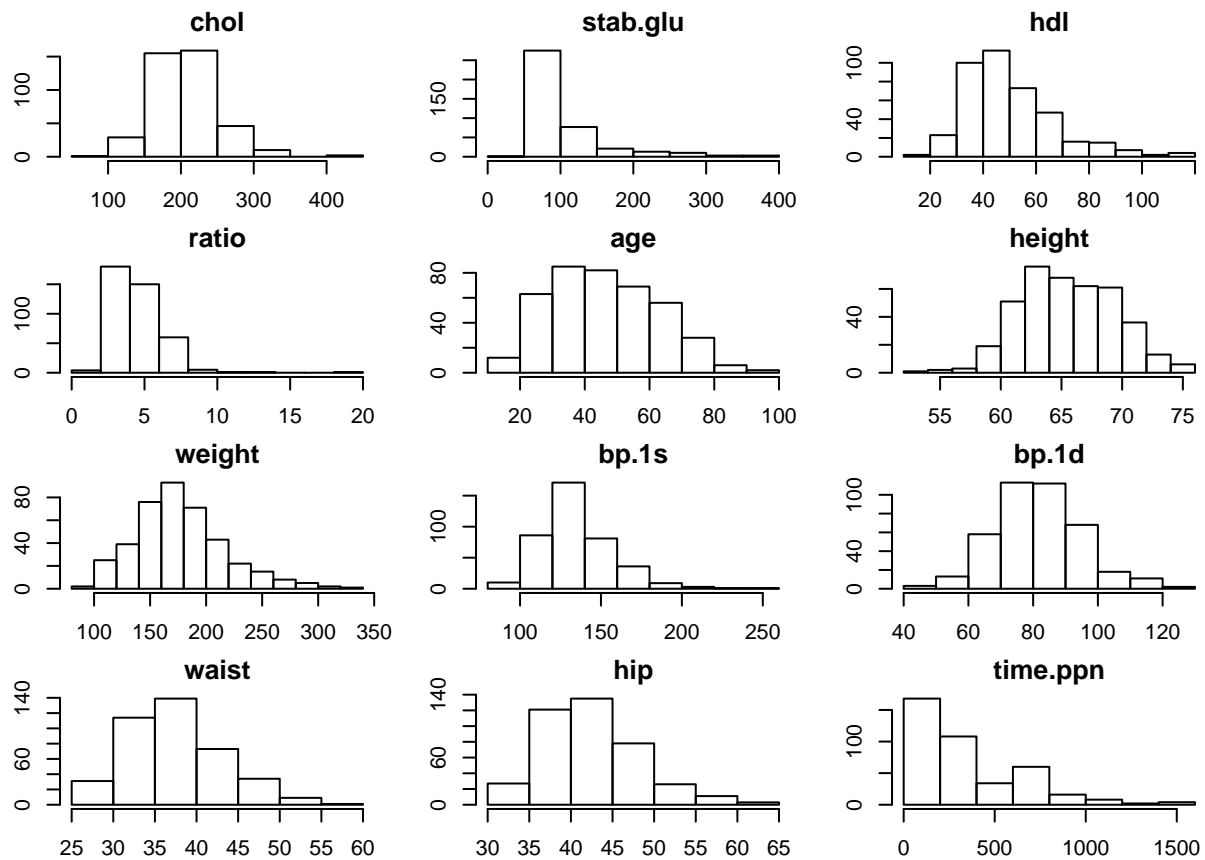 chol
0 100
100 200 300 400
stab.glu
0 150
0 100 200 300 400
hdl
0 40 80
20 40 60 80 100
ratio
0 100
0 5 10 15 20
age
0 40 80
20 40 60 80 100
height
0 40
55 60 65 70 75
weight
0 40 80
100 150 200 250 300 350
bp.1s
0 100
100 150 200 250
bp.1d
0 40 100
40 60 80 100 120
waist
0 60 140
25 30 35 40 45 50 55 60
hip
0 60 140
30 35 40 45 50 55 60 65
time.ppn
0 100
0 500 1000 1500